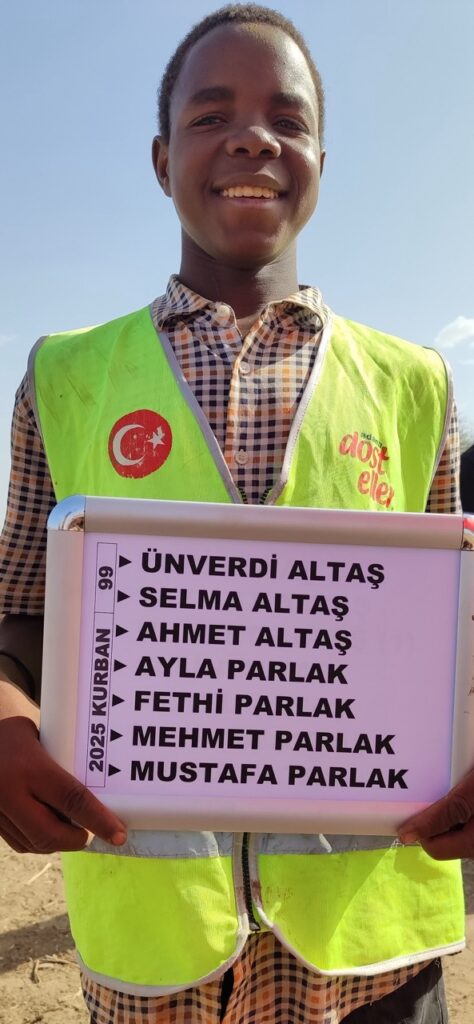 dost
eller
99
2025 KURBAN
ÜNVERDİ ALTAŞ
SELMA ALTAŞ
AHMET ALTAŞ
AYLA PARLAK
FETHİ PARLAK
MEHMET PARLAK
MUSTAFA PARLAK